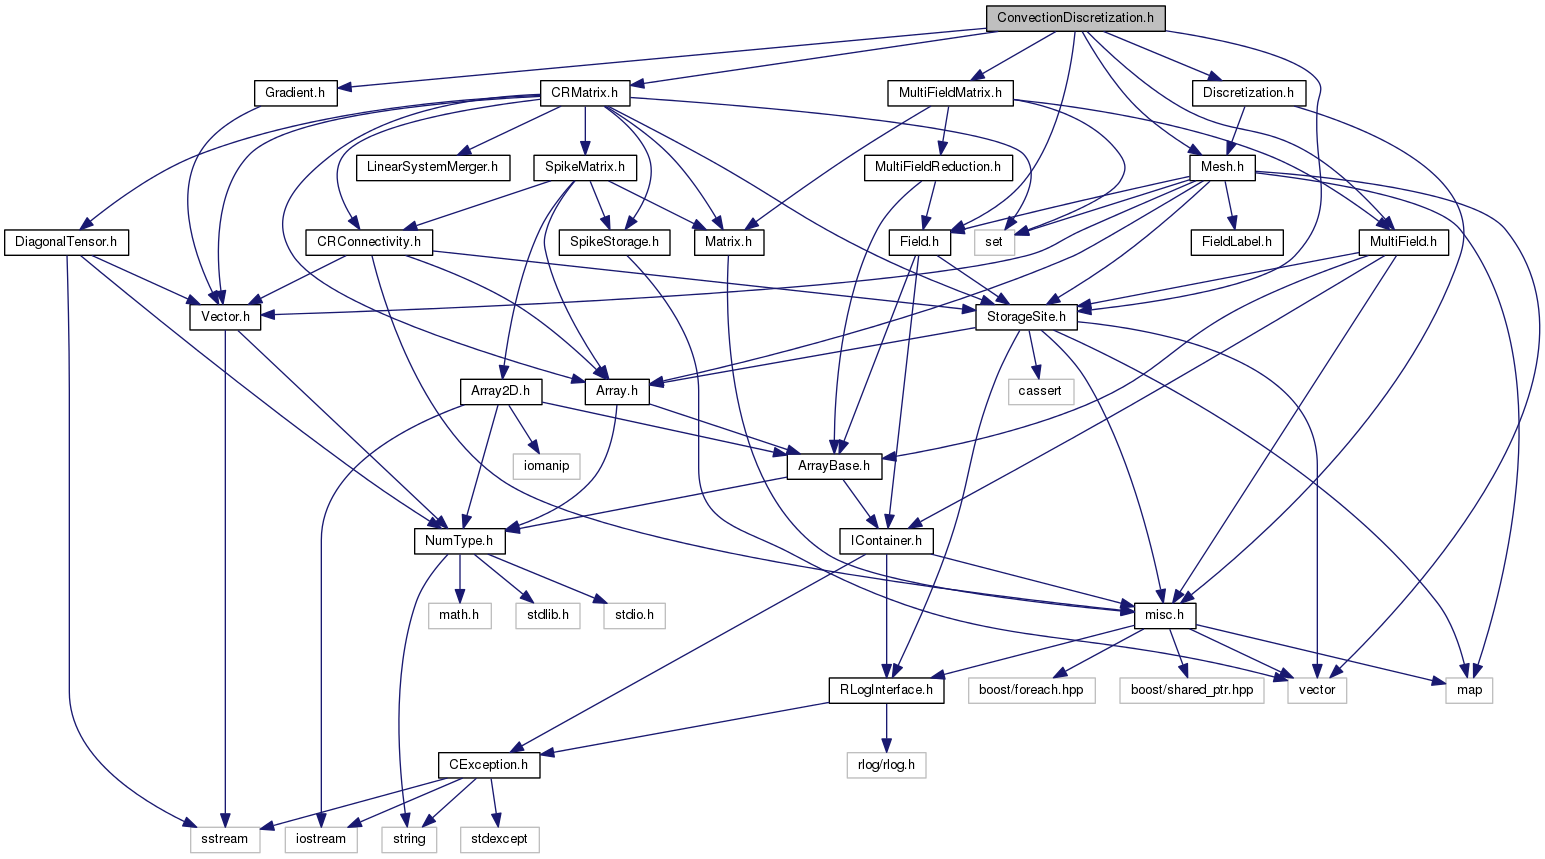 ConvectionDiscretization.h
Gradient.h
CRMatrix.h
MultiFieldMatrix.h
Discretization.h
LinearSystemMerger.h
SpikeMatrix.h
MultiFieldReduction.h
Mesh.h
DiagonalTensor.h
CRConnectivity.h
SpikeStorage.h
Matrix.h
Field.h
set
FieldLabel.h
MultiField.h
Vector.h
StorageSite.h
Array2D.h
Array.h
cassert
iomanip
ArrayBase.h
NumType.h
IContainer.h
math.h
stdlib.h
stdio.h
misc.h
RLogInterface.h
boost/foreach.hpp
boost/shared_ptr.hpp
vector
map
CException.h
rlog/rlog.h
sstream
iostream
string
stdexcept